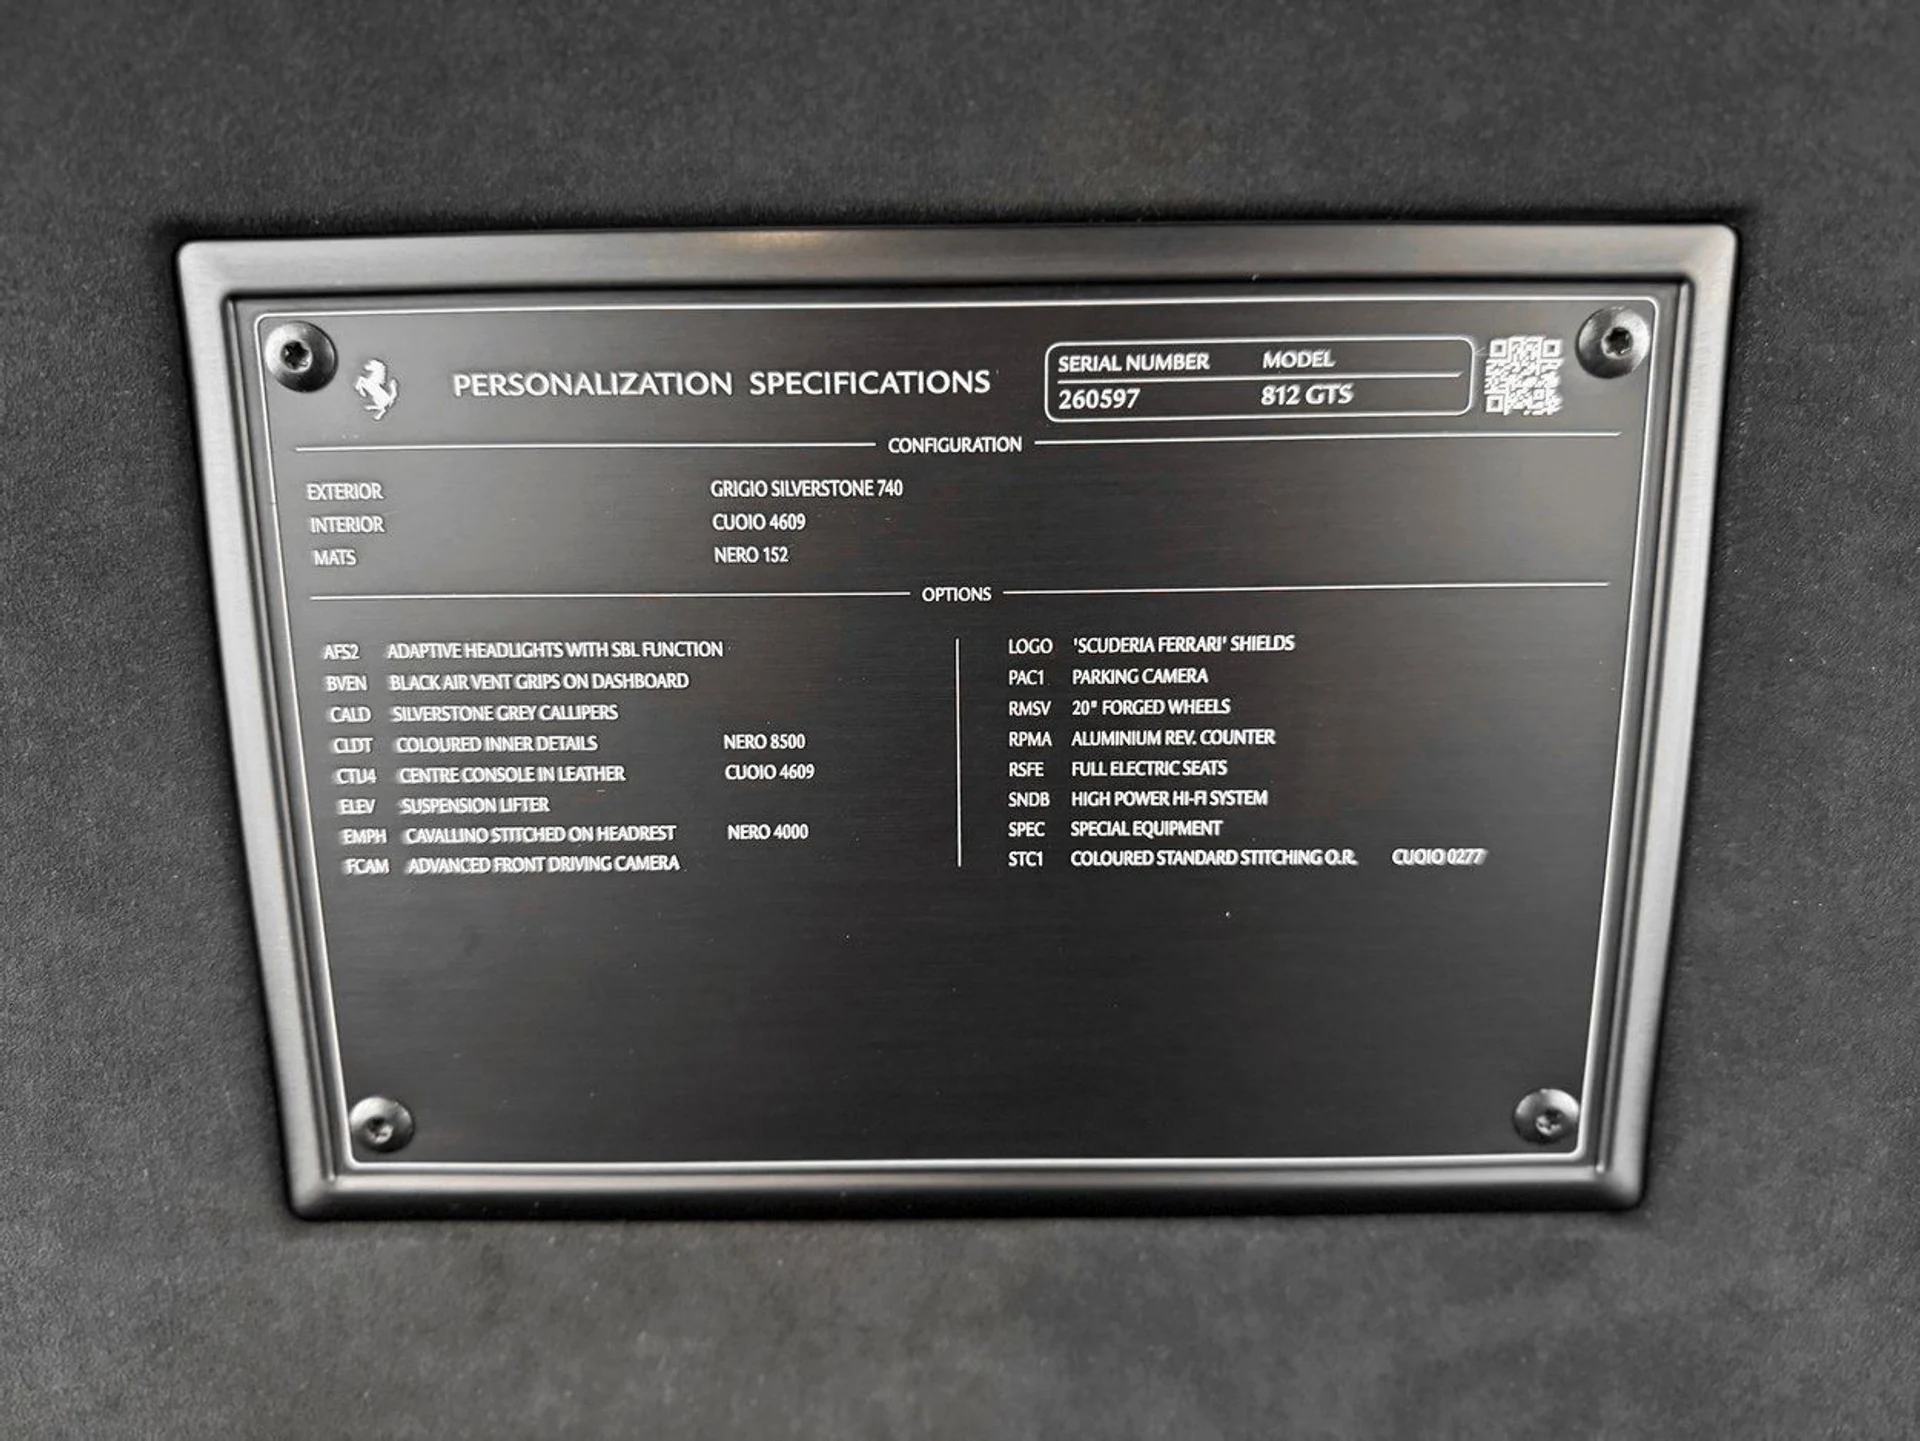 PERSONALIZATION SPECIFICATIONS
SERIAL NUMBER MODEL
260597 812 GTS
CONFIGURATION
EXTERIOR GRIGIO SILVERSTONE 740
INTERIOR CUOIO 4609
MATS NERO 152
OPTIONS
AFS2 ADAPTIVE HEADLIGHTS WITH SBL FUNCTION
BVEN BLACK AIR VENT GRIPS ON DASHBOARD
CALD SILVERSTONE GREY CALLIPERS
CLDT COLOURED INNER DETAILS NERO 8500
CTU4 CENTRE CONSOLE IN LEATHER CUOIO 4609
ELEV SUSPENSION LIFTER
EMPH CAVALLINO STITCHED ON HEADREST NERO 4000
FCAM ADVANCED FRONT DRIVING CAMERA
LOGO 'SCUDERIA FERRARI' SHIELDS
PAC1 PARKING CAMERA
RMSV 20" FORGED WHEELS
RPMA ALUMINIUM REV. COUNTER
RSFE FULL ELECTRIC SEATS
SNDB HIGH POWER HI-FI SYSTEM
SPEC SPECIAL EQUIPMENT
STC1 COLOURED STANDARD STITCHING O.R. CUOIO 0277